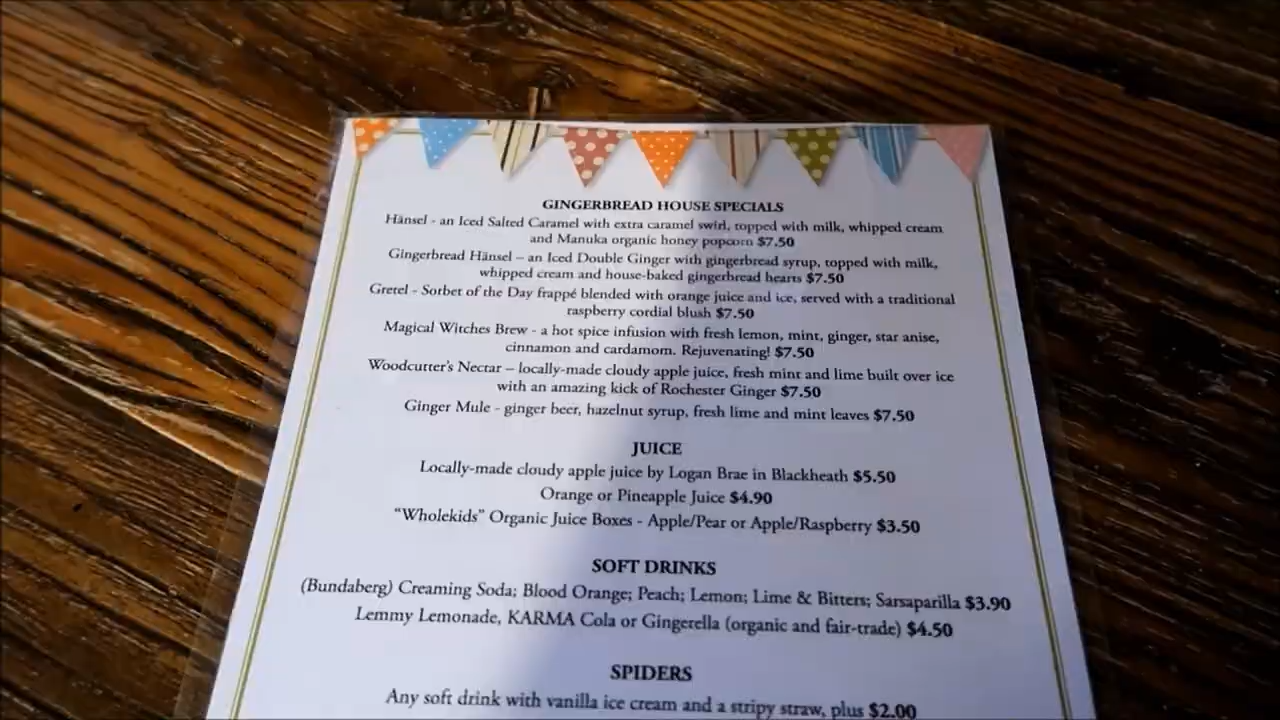 GINGERBREAD HOUSE SPECIALS
Hänsel - an Iced Salted Caramel with extra caramel swirl, topped with milk, whipped cream
and Manuka organic honey popcorn $7.50
Gingerbread Hänsel – an Iced Double Ginger with gingerbread syrup, topped with milk,
whipped cream and house-baked gingerbread hearts $7.50
Gretel - Sorbet of the Day frappé blended with orange juice and ice, served with a traditional
raspberry cordial blush $7.50
Magical Witches Brew - a hot spice infusion with fresh lemon, mint, ginger, star anise,
cinnamon and cardamom. Rejuvenating! $7.50
Woodcutter's Nectar – locally-made cloudy apple juice, fresh mint and lime built over ice
with an amazing kick of Rochester Ginger $7.50
Ginger Mule - ginger beer, hazelnut syrup, fresh lime and mint leaves $7.50
JUICE
Locally-made cloudy apple juice by Logan Brae in Blackheath $5.50
Orange or Pineapple Juice $4.90
"Wholekids" Organic Juice Boxes - Apple/Pear or Apple/Raspberry $3.50
SOFT DRINKS
(Bundaberg) Creaming Soda; Blood Orange; Peach; Lemon; Lime & Bitters; Sarsaparilla $3.90
Lemmy Lemonade, KARMA Cola or Gingerella (organic and fair-trade) $4.50
SPIDERS
Any soft drink with vanilla ice cream and a stripy straw, plus $2.00